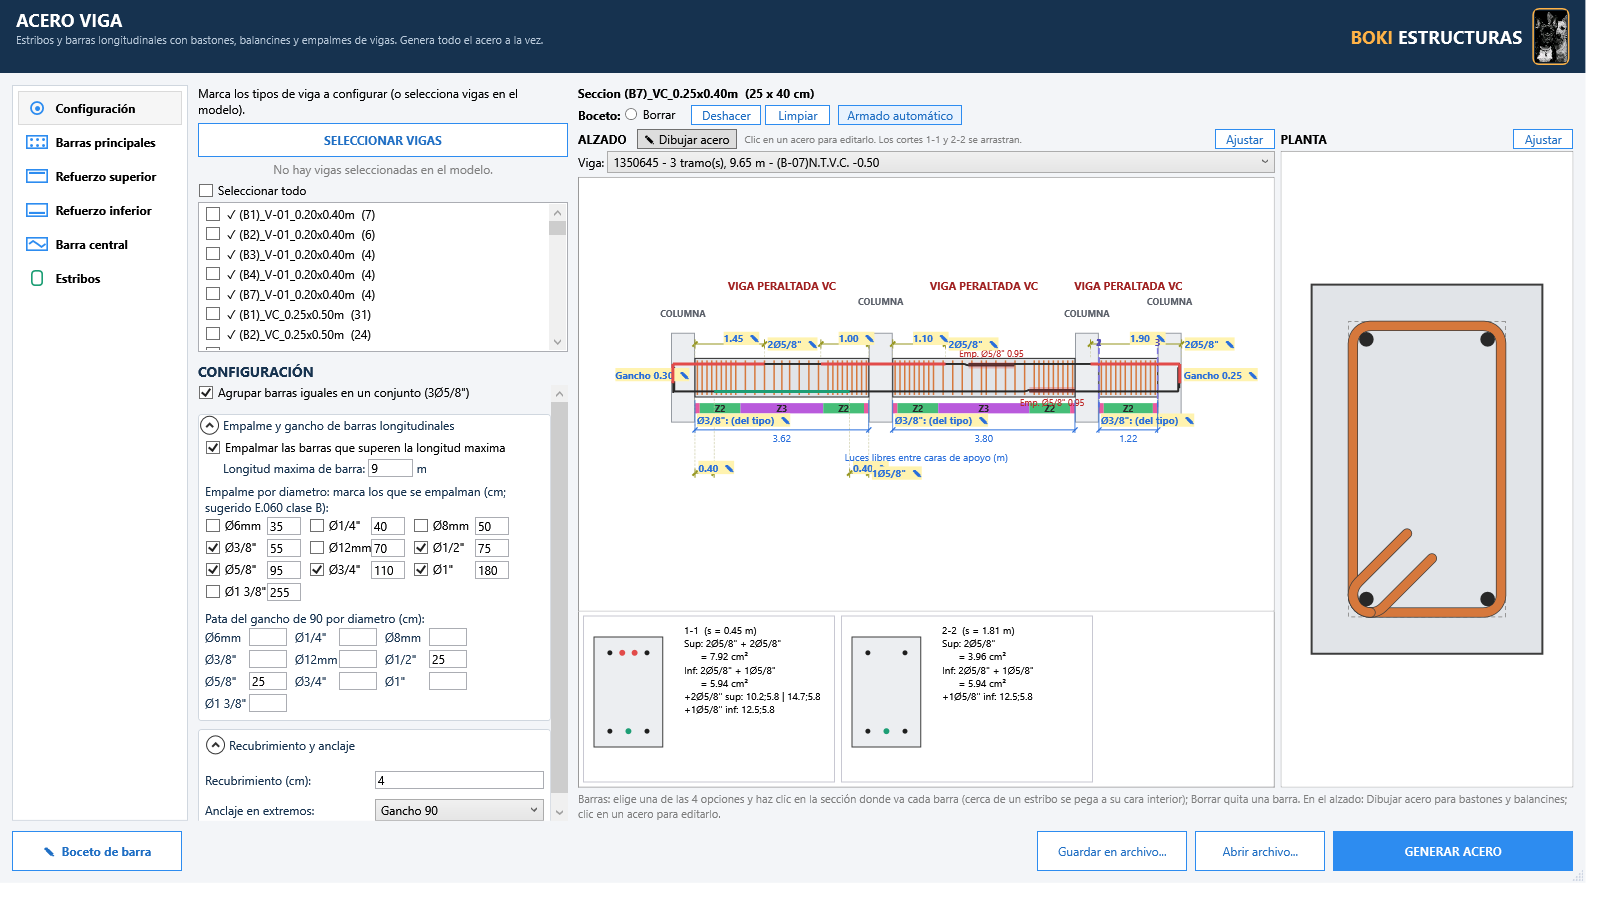 ACERO VIGA
Estribos y barras longitudinales con bastones, balancines y empalmes de vigas. Genera todo el acero a la vez.
BOKI ESTRUCTURAS
Configuración
Barras principales
Refuerzo superior
Refuerzo inferior
Barra central
Estribos
Marca los tipos de viga a configurar (o selecciona vigas en el
modelo).
SELECCIONAR VIGAS
No hay vigas seleccionadas en el modelo.
Seleccionar todo
✓ (B1)_V-01_0.20x0.40m (7)
✓ (B2)_V-01_0.20x0.40m (6)
✓ (B3)_V-01_0.20x0.40m (4)
✓ (B4)_V-01_0.20x0.40m (4)
✓ (B7)_V-01_0.20x0.40m (4)
✓ (B1)_VC_0.25x0.50m (31)
✓ (B2)_VC_0.25x0.50m (24)
CONFIGURACIÓN
Agrupar barras iguales en un conjunto (3Ø5/8")
Empalme y gancho de barras longitudinales
Empalmar las barras que superen la longitud maxima
Longitud maxima de barra: 9 m
Empalme por diametro: marca los que se empalman (cm;
sugerido E.060 clase B):
Ø6mm 35 Ø1/4" 40 Ø8mm 50
Ø3/8" 55 Ø12mm 70 Ø1/2" 75
Ø5/8" 95 Ø3/4" 110 Ø1" 180
Ø1 3/8" 255
Pata del gancho de 90 por diametro (cm):
Ø6mm Ø1/4" Ø8mm
Ø3/8" Ø12mm Ø1/2" 25
Ø5/8" 25 Ø3/4" Ø1"
Ø1 3/8"
Recubrimiento y anclaje
Recubrimiento (cm): 4
Anclaje en extremos: Gancho 90
Seccion (B7)_VC_0.25x0.40m (25 x 40 cm)
Boceto: Borrar Deshacer Limpiar Armado automático
ALZADO Dibujar acero Clic en un acero para editarlo. Los cortes 1-1 y 2-2 se arrastran. Ajustar
Viga: 1350645 - 3 tramo(s), 9.65 m - (B-07)N.T.V.C. -0.50
VIGA PERALTADA VC VIGA PERALTADA VC VIGA PERALTADA VC
COLUMNA COLUMNA
COLUMNA COLUMNA
1.45 2Ø5/8" 1.00 1.10 2Ø5/8" 1.90 2Ø5/8"
Emp. Ø5/8" 0.95
Gancho 0.30 Gancho 0.25
Emp. Ø5/8" 0.95
Z2 Z3 Z2 Z2 Z3 Z2 Z2
Ø3/8": (del tipo) Ø3/8": (del tipo) Ø3/8": (del tipo)
3.62 3.80 1.22
Luces libres entre caras de apoyo (m)
0.40 0.40 1Ø5/8"
1-1 (s = 0.45 m)
Sup: 2Ø5/8" + 2Ø5/8"
= 7.92 cm²
Inf: 2Ø5/8" + 1Ø5/8"
= 5.94 cm²
+2Ø5/8" sup: 10.2;5.8 | 14.7;5.8
+1Ø5/8" inf: 12.5;5.8
2-2 (s = 1.81 m)
Sup: 2Ø5/8"
= 3.96 cm²
Inf: 2Ø5/8" + 1Ø5/8"
= 5.94 cm²
+1Ø5/8" inf: 12.5;5.8
PLANTA Ajustar
Barras: elige una de las 4 opciones y haz clic en la sección donde va cada barra (cerca de un estribo se pega a su cara interior); Borrar quita una barra. En el alzado: Dibujar acero para bastones y balancines;
clic en un acero para editarlo.
Boceto de barra
Guardar en archivo...
Abrir archivo...
GENERAR ACERO